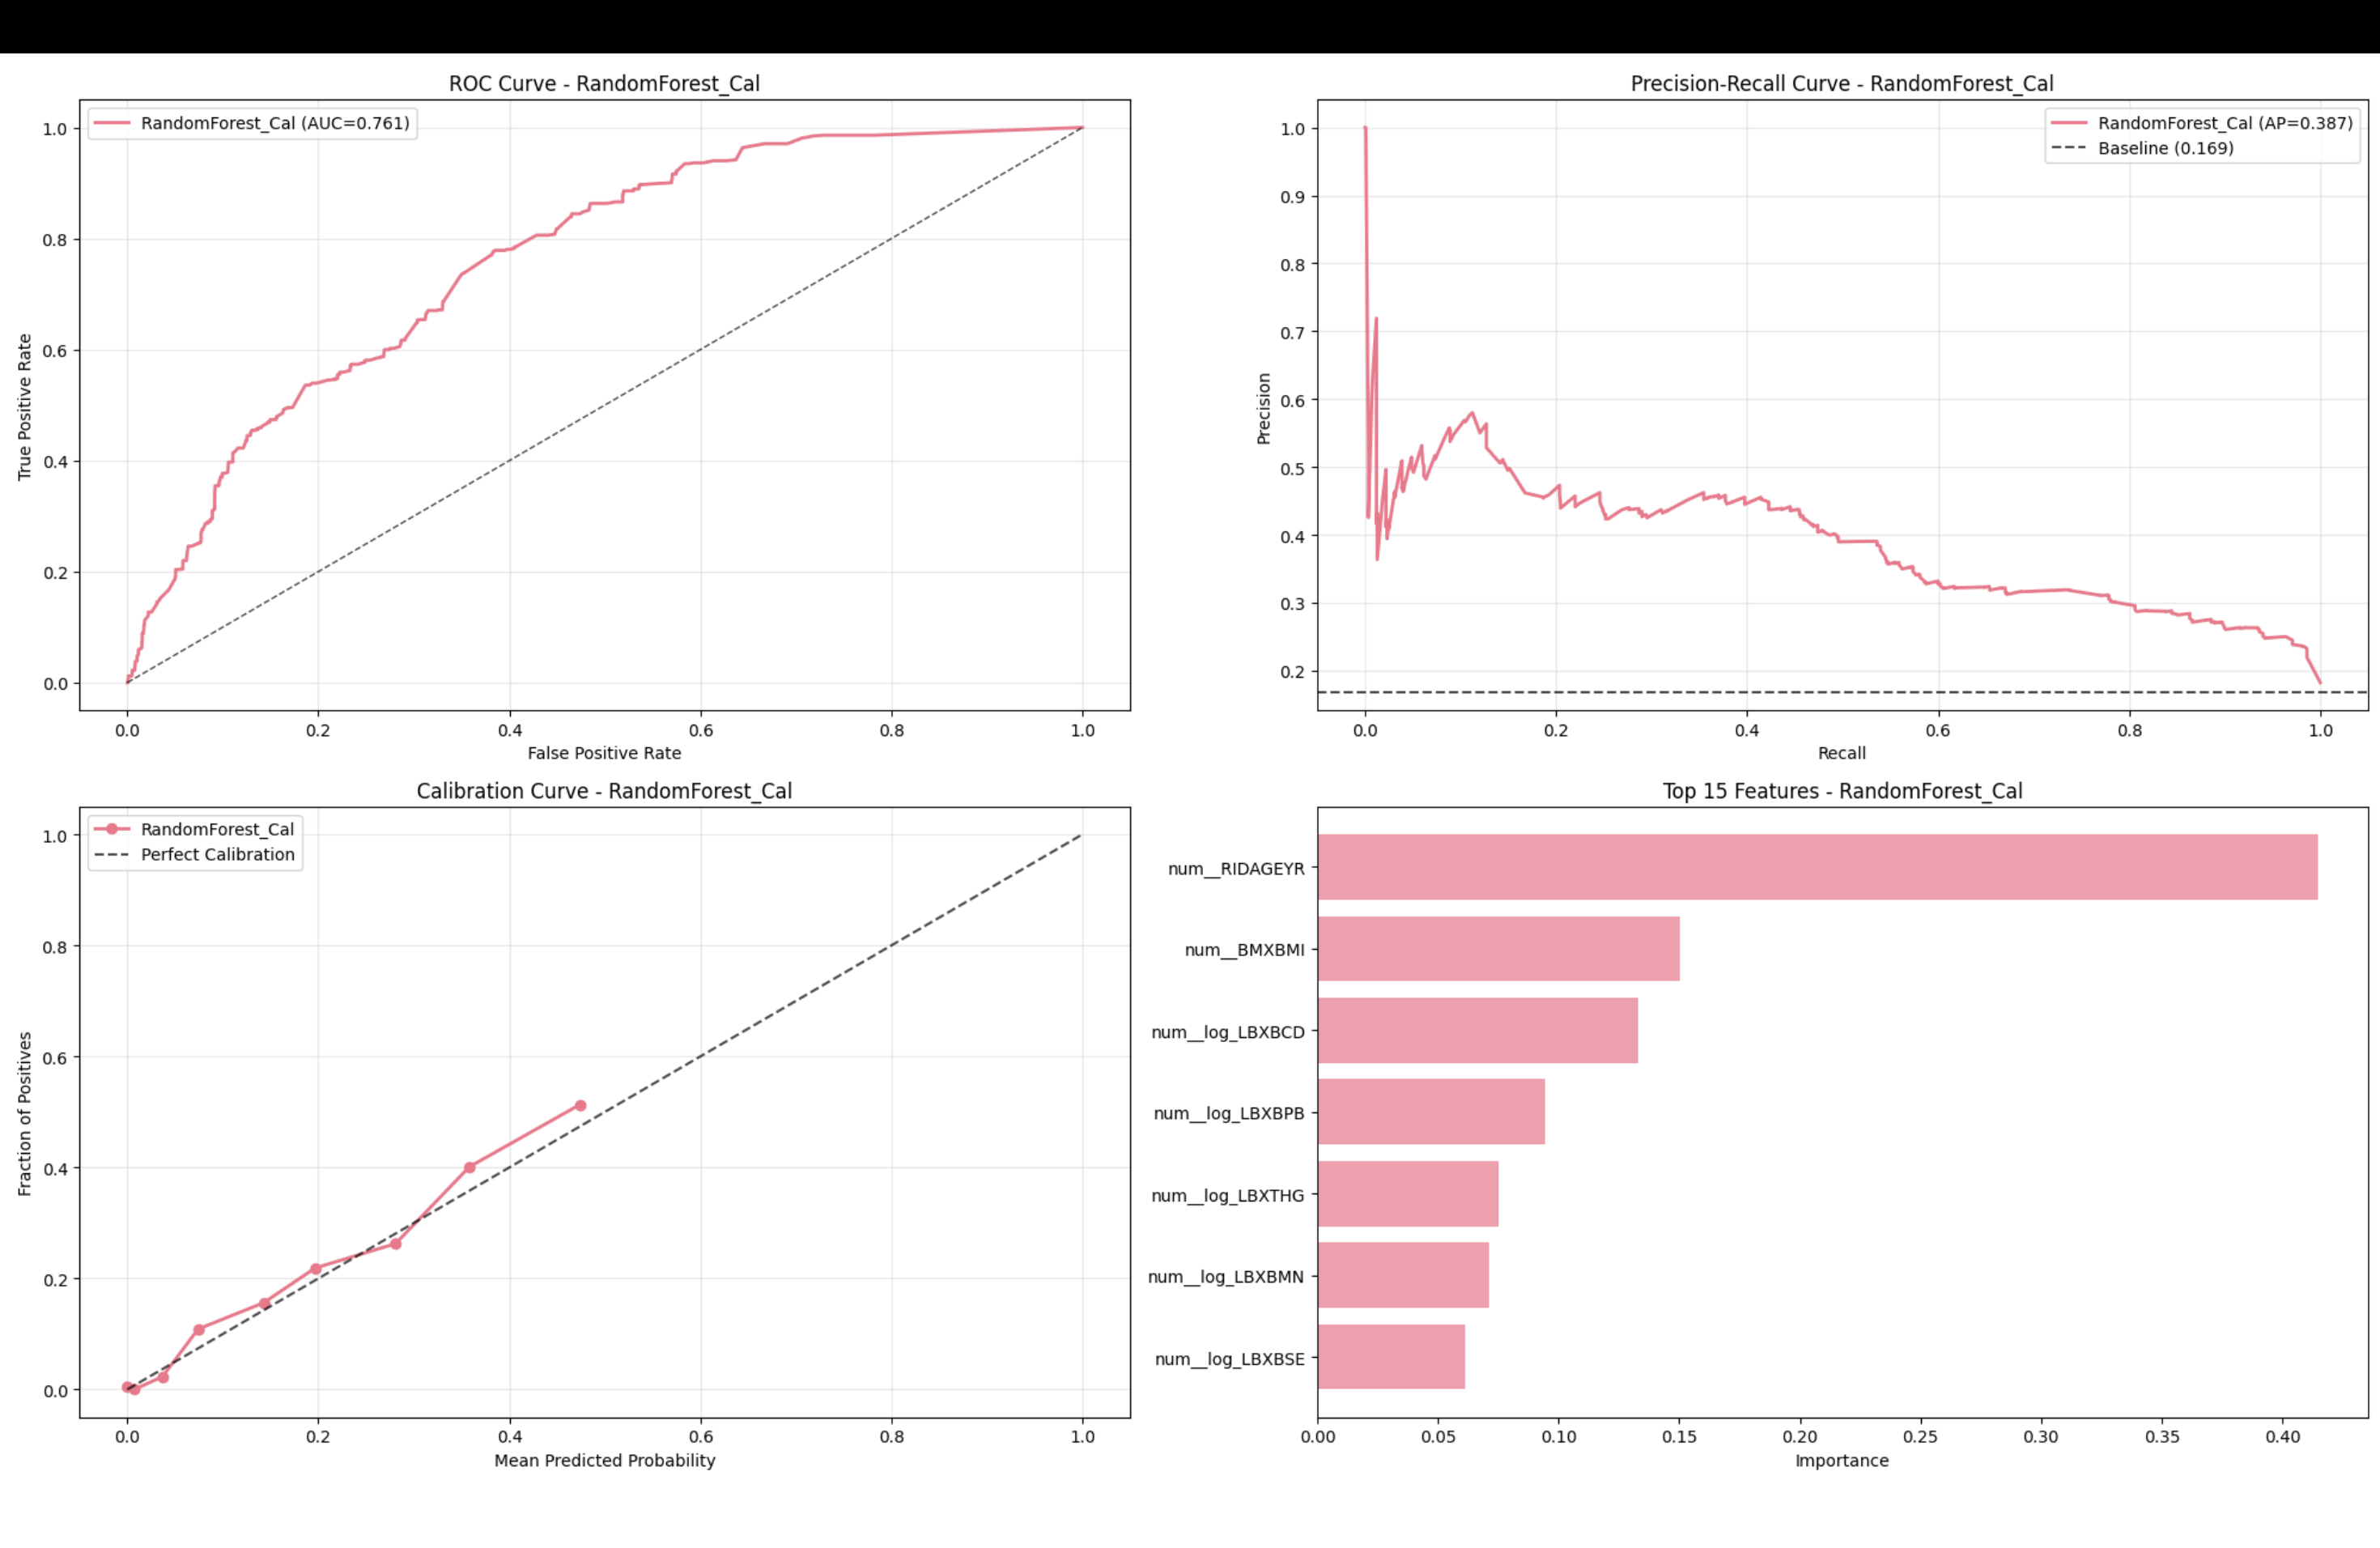 ROC Curve - RandomForest_Cal
RandomForest_Cal (AUC=0.761)
1.0
0.8
0.6
0.4
0.2
0.0
True Positive Rate
0.0 0.2 0.4 0.6 0.8 1.0
False Positive Rate
Precision-Recall Curve - RandomForest_Cal
RandomForest_Cal (AP=0.387)
Baseline (0.169)
1.0
0.9
0.8
0.7
0.6
0.5
0.4
0.3
0.2
Precision
0.0 0.2 0.4 0.6 0.8 1.0
Recall
Calibration Curve - RandomForest_Cal
RandomForest_Cal
Perfect Calibration
1.0
0.8
0.6
0.4
0.2
0.0
Fraction of Positives
0.0 0.2 0.4 0.6 0.8 1.0
Mean Predicted Probability
Top 15 Features - RandomForest_Cal
num__RIDAGEYR
num__BMXBMI
num__log_LBXBCD
num__log_LBXBPB
num__log_LBXTHG
num__log_LBXBMN
num__log_LBXBSE
0.00 0.05 0.10 0.15 0.20 0.25 0.30 0.35 0.40
Importance